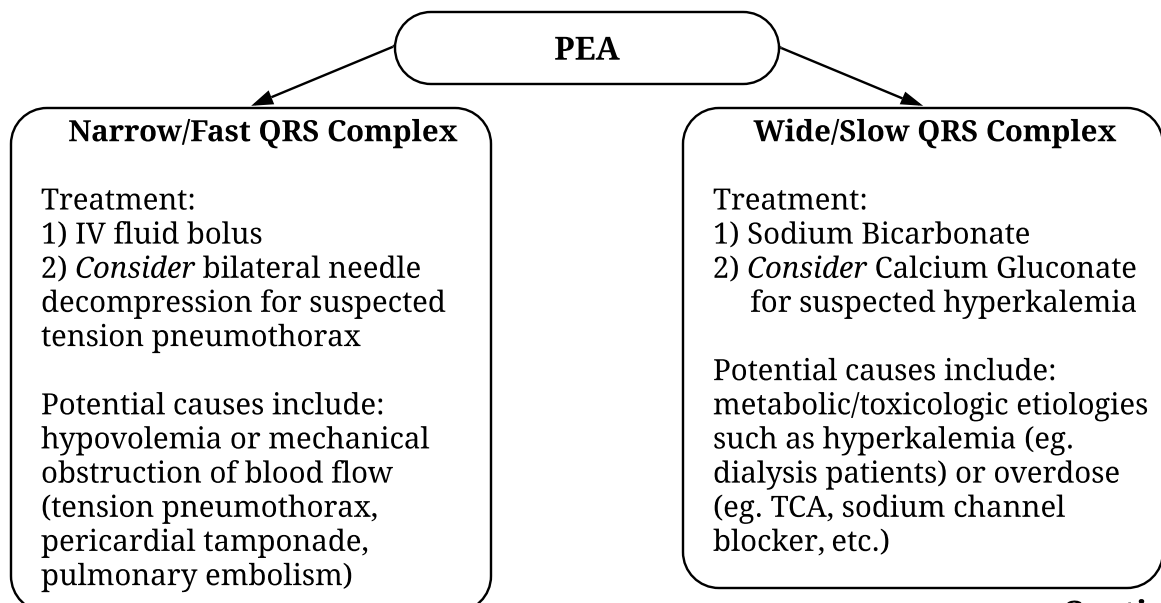 PEA
Narrow/Fast QRS Complex
Treatment:
1) IV fluid bolus
2) Consider bilateral needle
decompression for suspected
tension pneumothorax
Potential causes include:
hypovolemia or mechanical
obstruction of blood flow
(tension pneumothorax,
pericardial tamponade,
pulmonary embolism)
Wide/Slow QRS Complex
Treatment:
1) Sodium Bicarbonate
2) Consider Calcium Gluconate
for suspected hyperkalemia
Potential causes include:
metabolic/toxicologic etiologies
such as hyperkalemia (eg.
dialysis patients) or overdose
(eg. TCA, sodium channel
blocker, etc.)